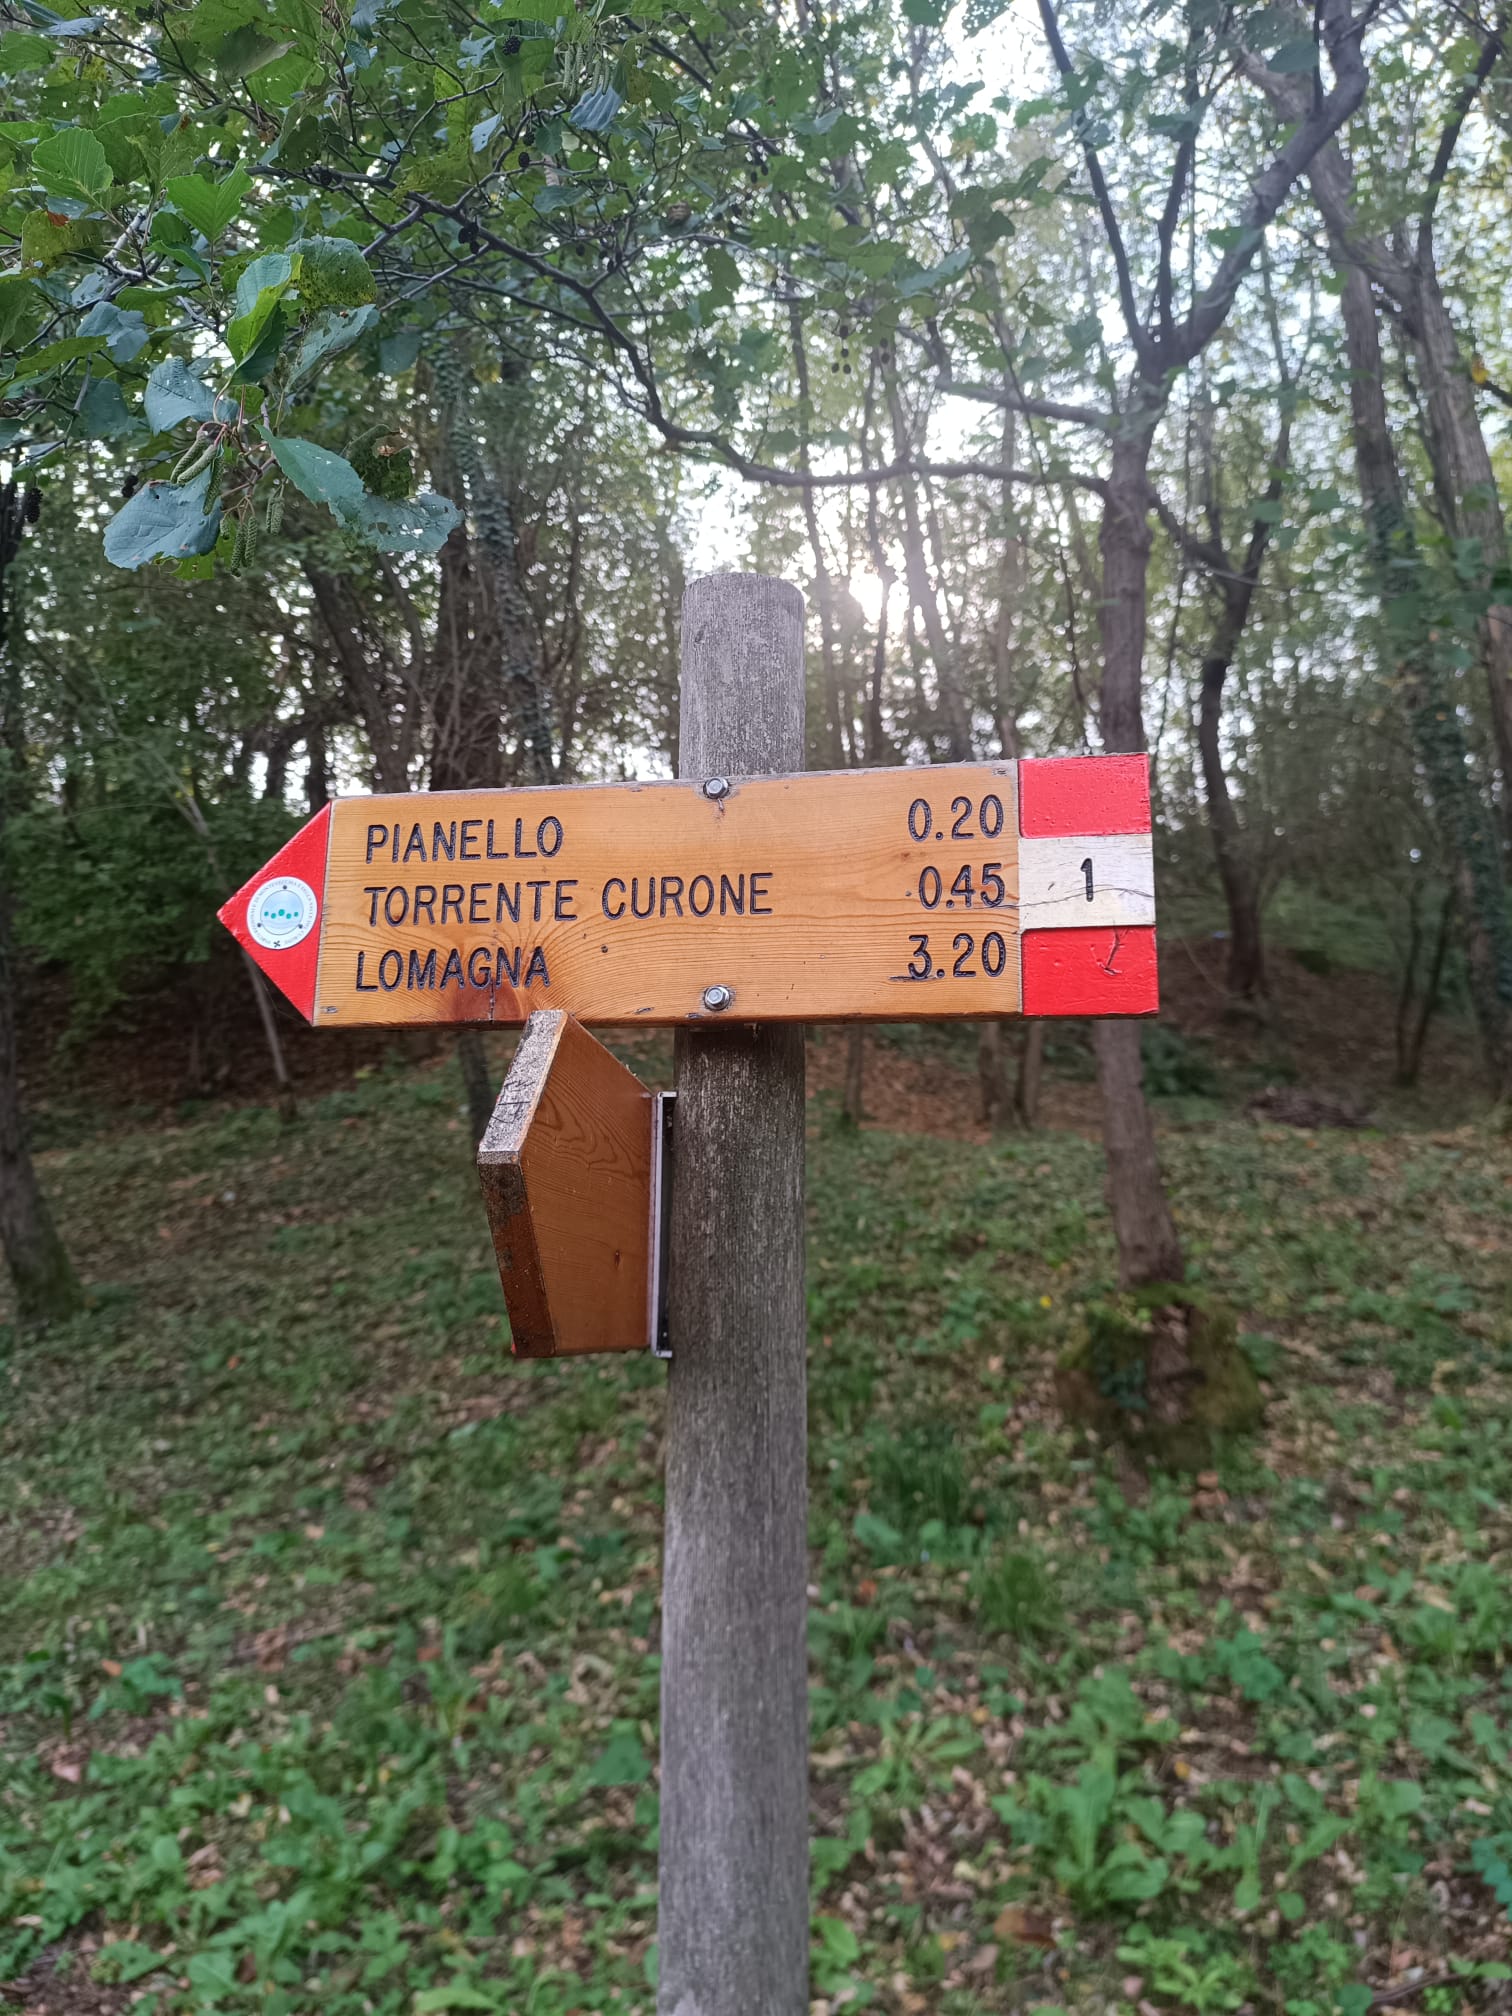 PIANELLO 0.20
TORRENTE CURONE 0.45
LOMAGNA 3.20
1